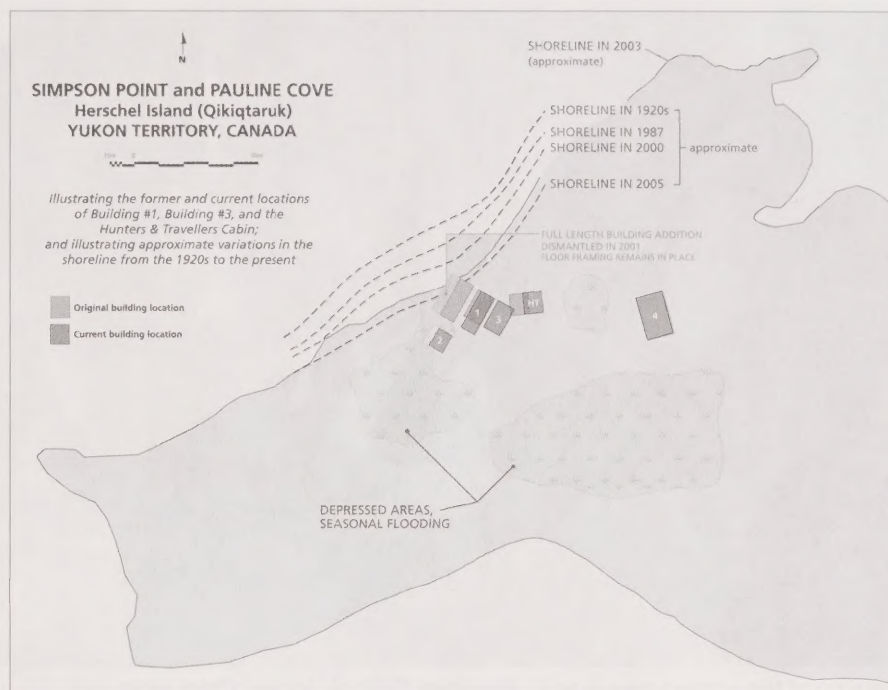 N
SIMPSON POINT and PAULINE COVE
Herschel Island (Qikiqtaruk)
YUKON TERRITORY, CANADA
Illustrating the former and current locations
of Building #1, Building #3, and the
Hunters & Travellers Cabin;
and illustrating approximate variations in the
shoreline from the 1920s to the present
Original building location
Current building location
SHORELINE IN 2003
(approximate)
SHORELINE IN 1920s
SHORELINE IN 1987
SHORELINE IN 2000
approximate
SHORELINE IN 2005
FULL LENGTH BUILDING ADDITION
DISMANTLED IN 2001
FLOOR FRAMING REMAINS IN PLACE
1
3
HT
4
2
DEPRESSED AREAS,
SEASONAL FLOODING